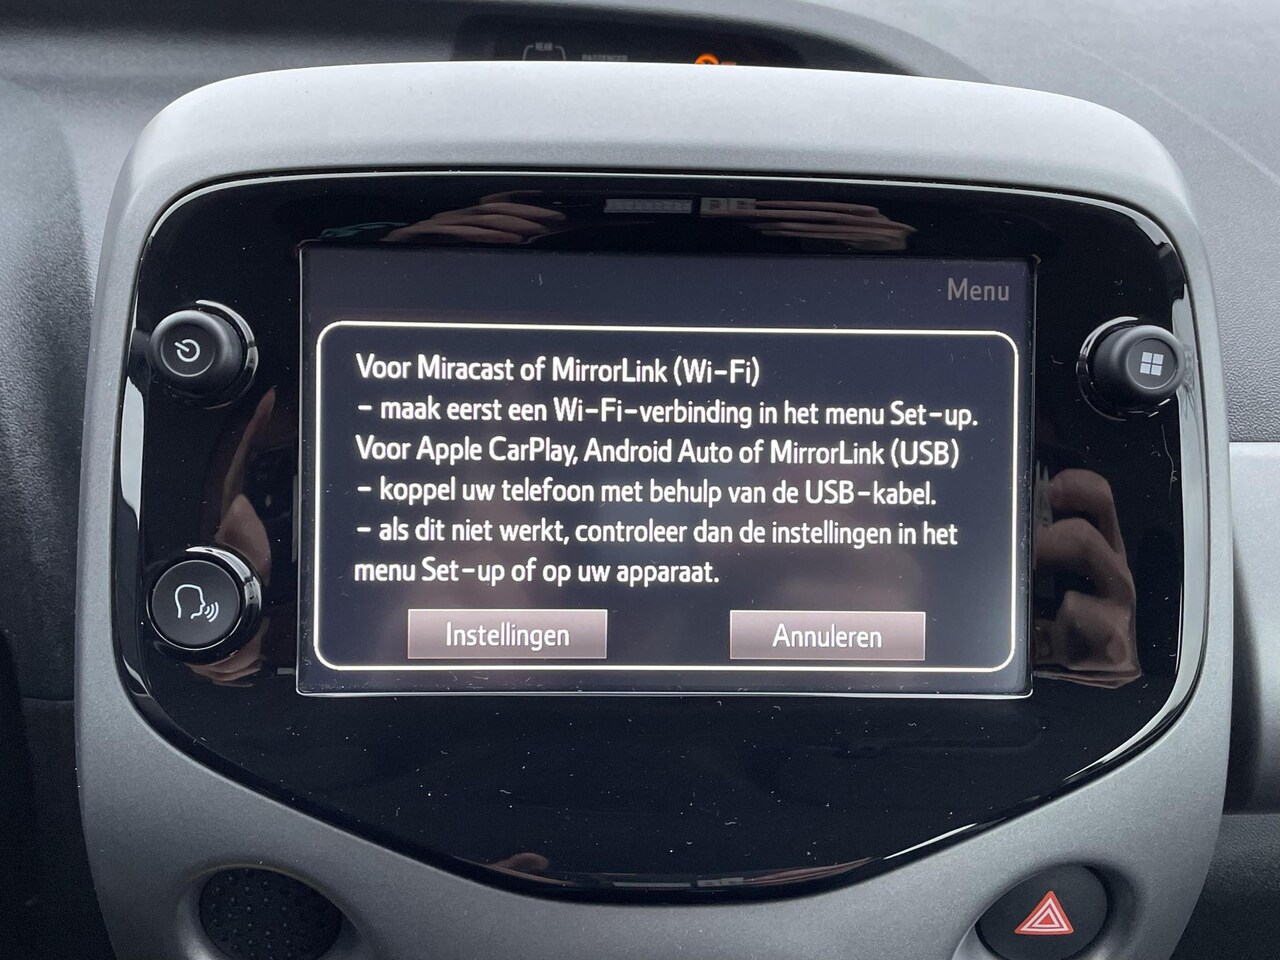 PASSENGER
Menu
Voor Miracast of MirrorLink (Wi-Fi)
- maak eerst een Wi-Fi-verbinding in het menu Set-up.
Voor Apple CarPlay, Android Auto of MirrorLink (USB)
- koppel uw telefoon met behulp van de USB-kabel.
- als dit niet werkt, controleer dan de instellingen in het
menu Set-up of op uw apparaat.
Instellingen
Annuleren